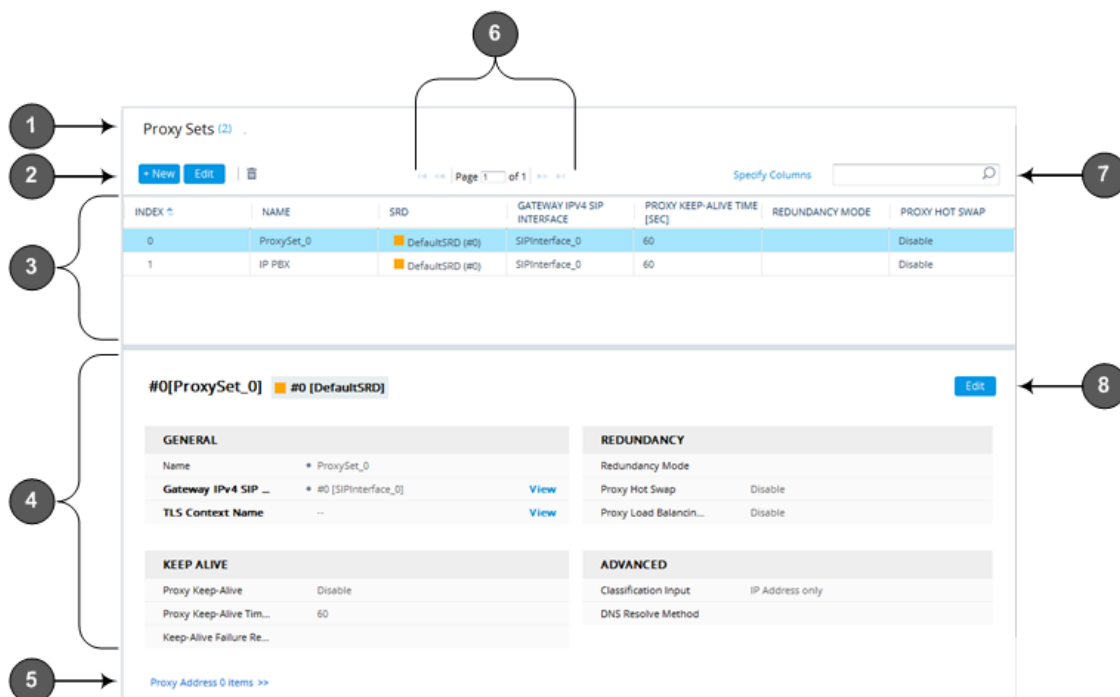 6
1
Proxy Sets (2) .
2
+ New Edit
Page 1 of 1
Specify Columns
7
INDEX NAME SRD GATEWAY IPV4 SIP INTERFACE PROXY KEEP-ALIVE TIME [SEC] REDUNDANCY MODE PROXY HOT SWAP
0 ProxySet_0 DefaultSRD (#0) SIPInterface_0 60 Disable
3
1 IP PBX DefaultSRD (#0) SIPInterface_0 60 Disable
#0[ProxySet_0] #0 [DefaultSRD]
Edit
8
GENERAL
Name ProxySet_0
Gateway IPv4 SIP ... #0 [SIPInterface_0] View
TLS Context Name -- View
REDUNDANCY
Redundancy Mode
Proxy Hot Swap Disable
Proxy Load Balancin... Disable
4
KEEP ALIVE
Proxy Keep-Alive Disable
Proxy Keep-Alive Tim... 60
Keep-Alive Failure Re...
ADVANCED
Classification Input IP Address only
DNS Resolve Method
5
Proxy Address 0 items >>